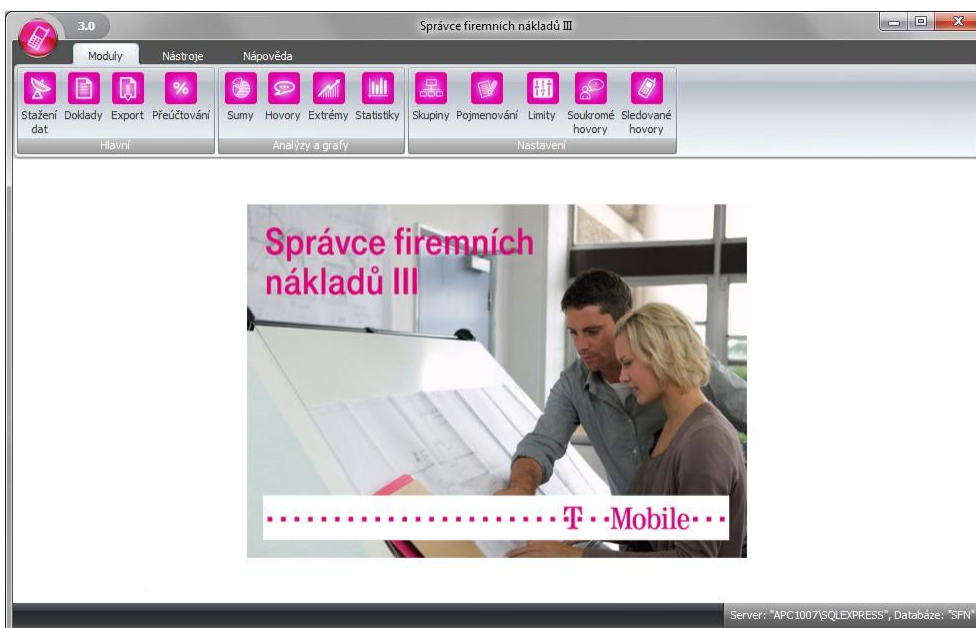 3.0
Správce firemních nákladů III
Moduly Nástroje Nápověda
Stažení dat Doklady Export Přeúčtování Sumy Hovory Extrémy Statistiky Skupiny Pojmenování Limity Soukromé hovory Sledované hovory
Hlavní Analýzy a grafy Nastavení
Správce firemních
nákladů III
T Mobile
Server: "APC1007\SQLEXPRESS", Databáze: "SFN"